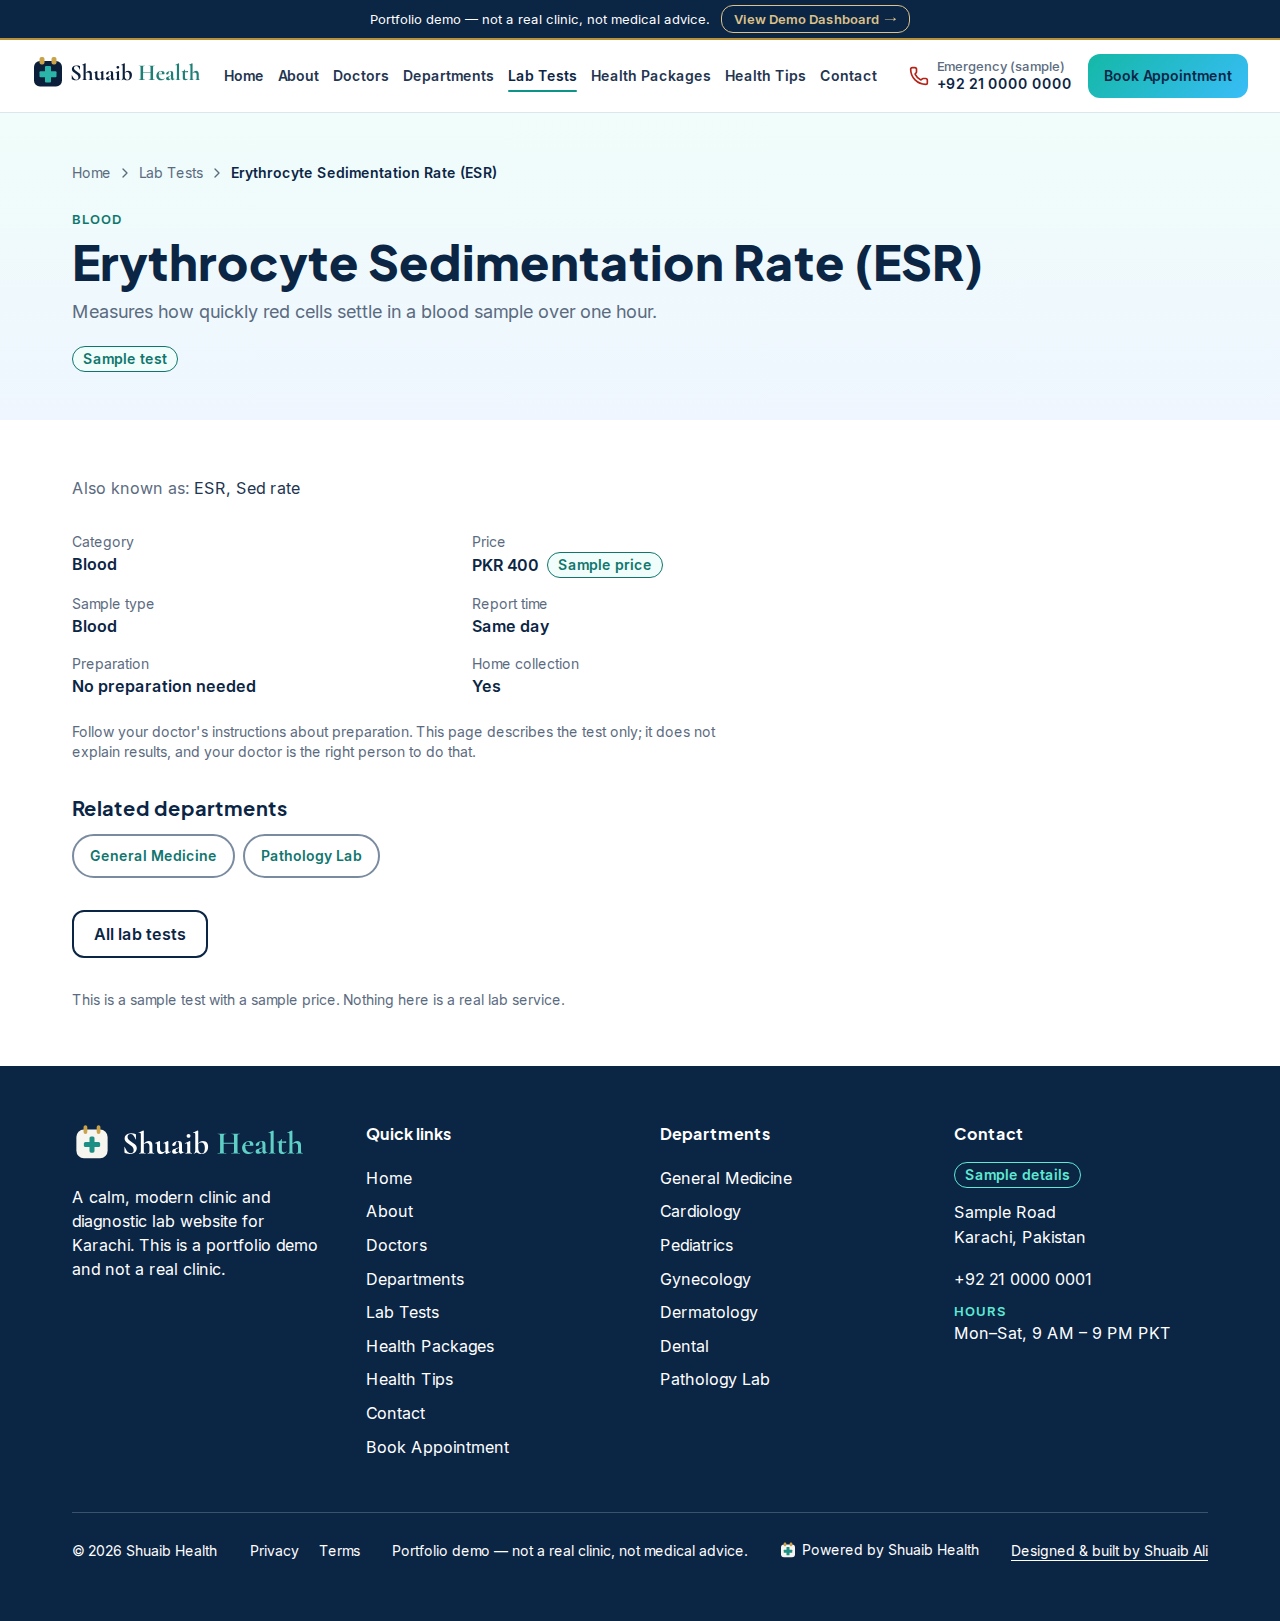 Portfolio demo — not a real clinic, not medical advice. View Demo Dashboard →
Shuaib Health Home About Doctors Departments Lab Tests Health Packages Health Tips Contact Emergency (sample) +92 21 0000 0000 Book Appointment
Home > Lab Tests > Erythrocyte Sedimentation Rate (ESR)
BLOOD
Erythrocyte Sedimentation Rate (ESR)
Measures how quickly red cells settle in a blood sample over one hour.
Sample test
Also known as: ESR, Sed rate
Category
Blood
Price
PKR 400 Sample price
Sample type
Blood
Report time
Same day
Preparation
No preparation needed
Home collection
Yes
Follow your doctor's instructions about preparation. This page describes the test only; it does not
explain results, and your doctor is the right person to do that.
Related departments
General Medicine Pathology Lab
All lab tests
This is a sample test with a sample price. Nothing here is a real lab service.
Shuaib Health
A calm, modern clinic and
diagnostic lab website for
Karachi. This is a portfolio demo
and not a real clinic.
Quick links
Home
About
Doctors
Departments
Lab Tests
Health Packages
Health Tips
Contact
Book Appointment
Departments
General Medicine
Cardiology
Pediatrics
Gynecology
Dermatology
Dental
Pathology Lab
Contact
Sample details
Sample Road
Karachi, Pakistan
+92 21 0000 0001
HOURS
Mon–Sat, 9 AM – 9 PM PKT
© 2026 Shuaib Health Privacy Terms Portfolio demo — not a real clinic, not medical advice. Powered by Shuaib Health Designed & built by Shuaib Ali